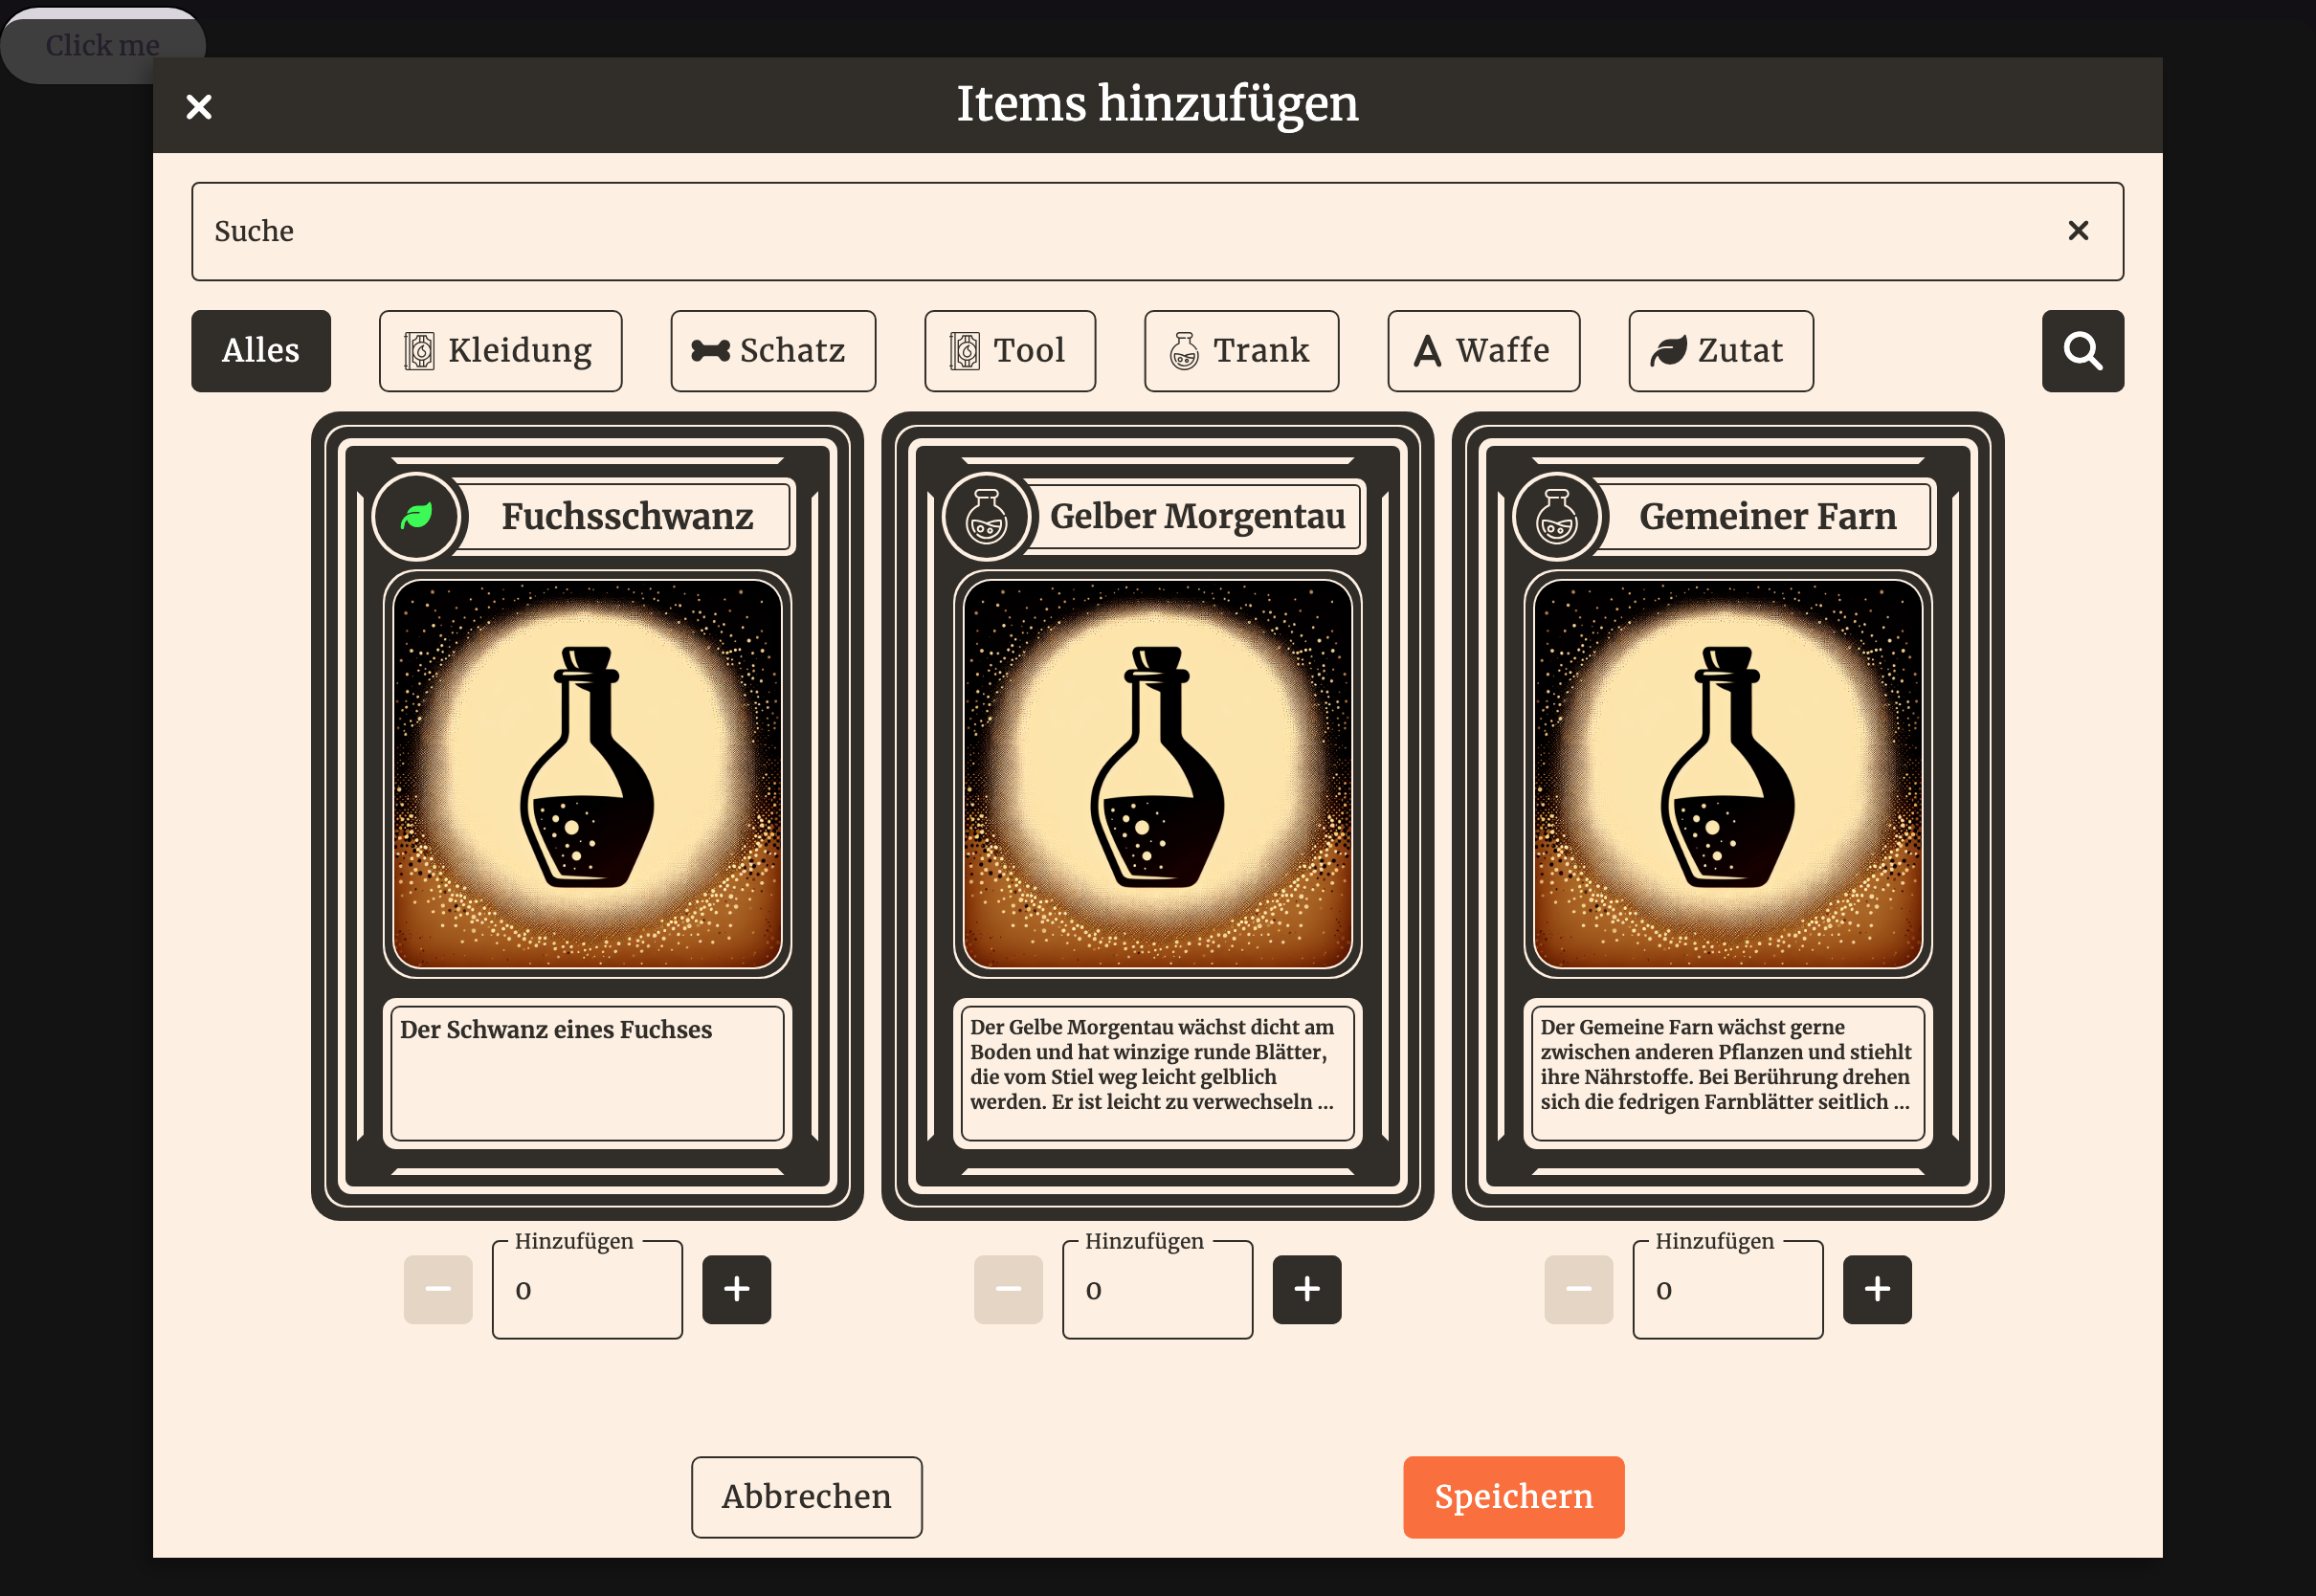 Click me
Items hinzufügen
Suche
Alles
Kleidung
Schatz
Tool
Trank
Waffe
Zutat
Fuchsschwanz
Der Schwanz eines Fuchses
Gelber Morgentau
Der Gelbe Morgentau wächst dicht am
Boden und hat winzige runde Blätter,
die vom Stiel weg leicht gelblich
werden. Er ist leicht zu verwechseln ...
Gemeiner Farn
Der Gemeine Farn wächst gerne
zwischen anderen Pflanzen und stiehlt
ihre Nährstoffe. Bei Berührung drehen
sich die fedrigen Farnblätter seitlich ...
Hinzufügen
0
Hinzufügen
0
Hinzufügen
0
Abbrechen
Speichern